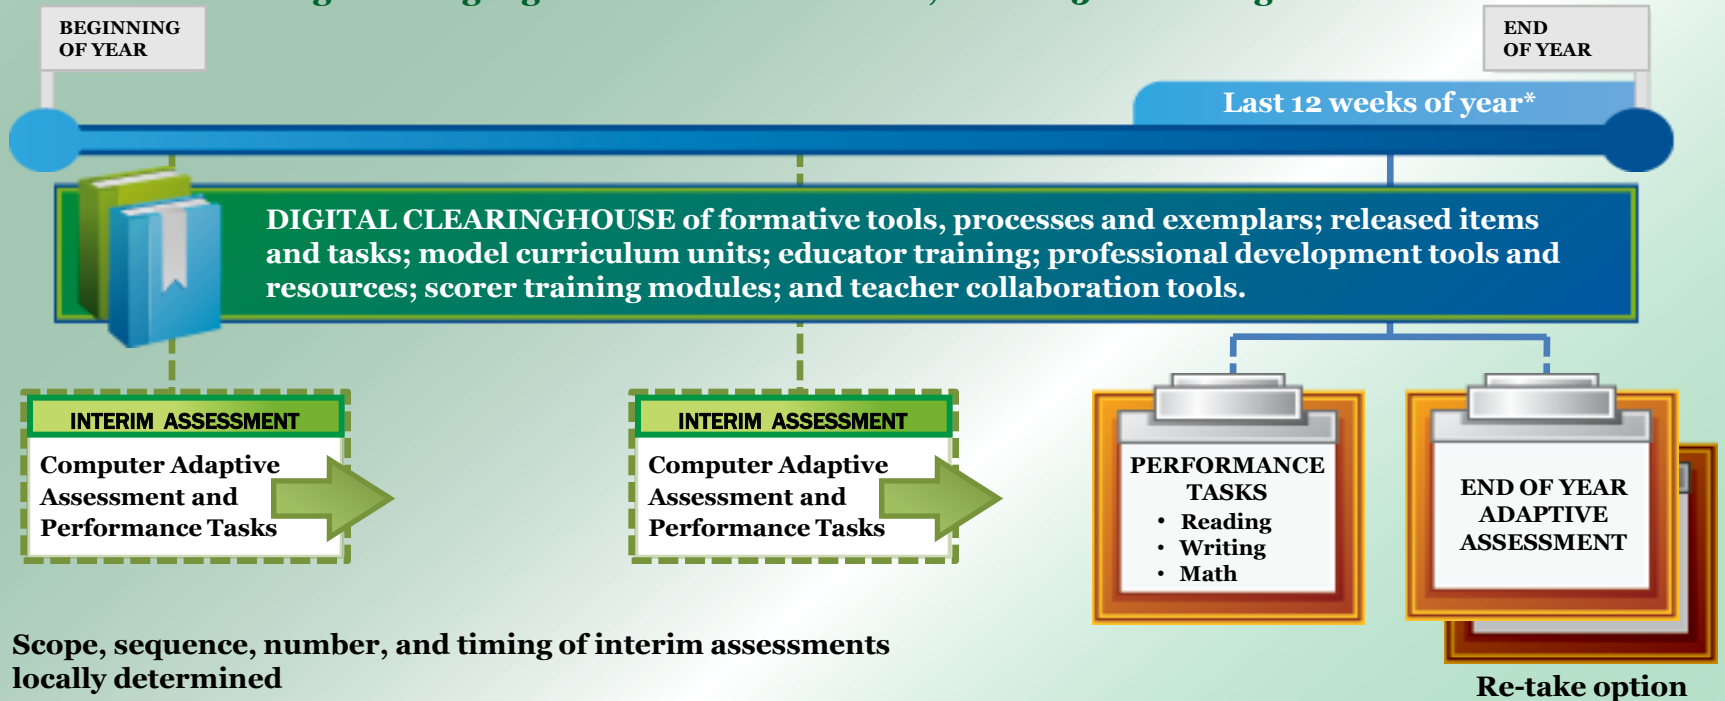 BEGINNING
OF YEAR
END
OF YEAR
Last 12 weeks of year*
DIGITAL CLEARINGHOUSE of formative tools, processes and exemplars; released items
and tasks; model curriculum units; educator training; professional development tools and
resources; scorer training modules; and teacher collaboration tools.
INTERIM ASSESSMENT
Computer Adaptive
Assessment and
Performance Tasks
INTERIM ASSESSMENT
Computer Adaptive
Assessment and
Performance Tasks
PERFORMANCE
TASKS
• Reading
• Writing
• Math
END OF YEAR
ADAPTIVE
ASSESSMENT
Scope, sequence, number, and timing of interim assessments
locally determined
Re-take option